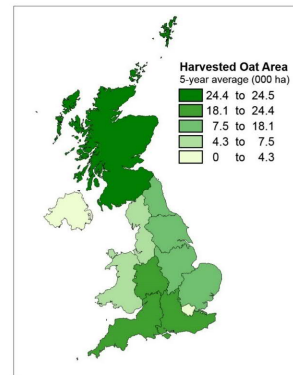 Harvested Oat Area
5-year average (000 ha)
24.4 to 24.5
18.1 to 24.4
7.5 to 18.1
4.3 to 7.5
0 to 4.3